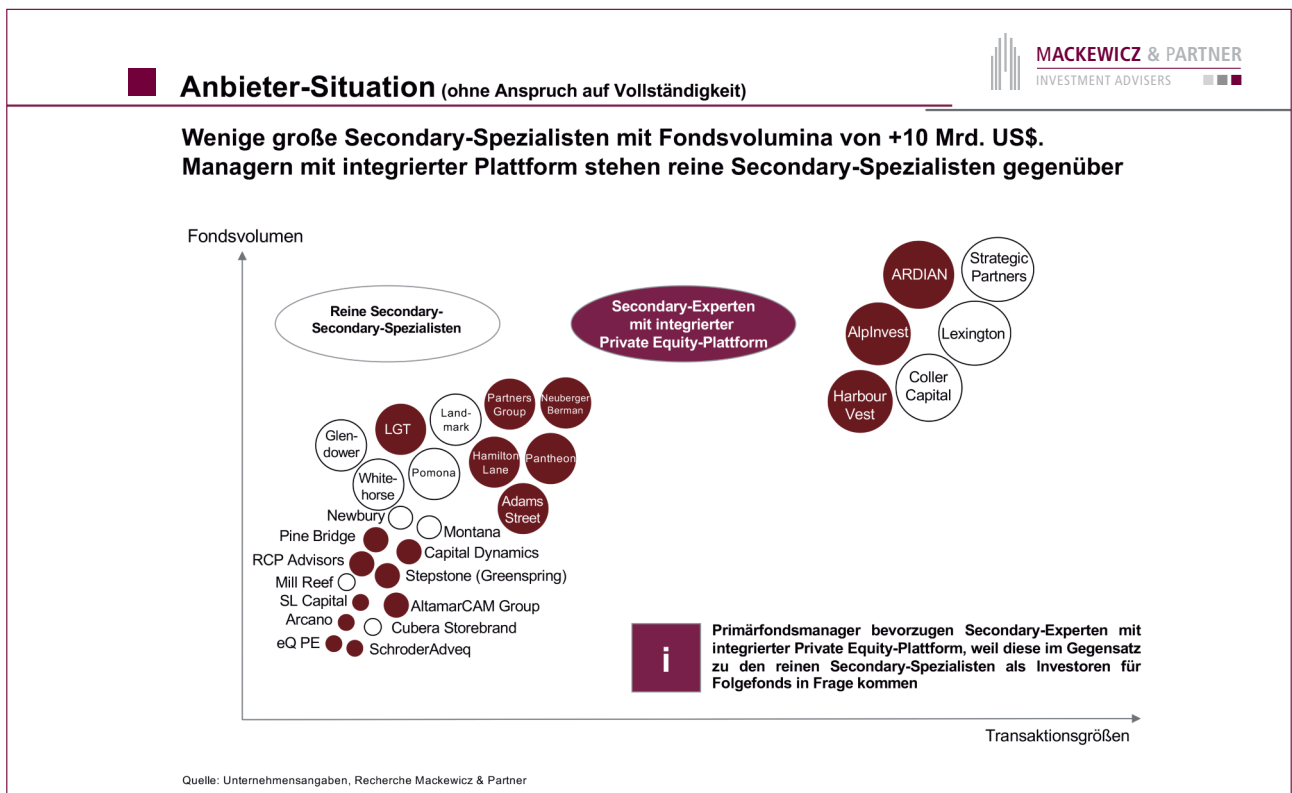 MACKEWICZ & PARTNER
INVESTMENT ADVISERS
Anbieter-Situation (ohne Anspruch auf Vollständigkeit)
Wenige große Secondary-Spezialisten mit Fondsvolumina von +10 Mrd. US$.
Managern mit integrierter Plattform stehen reine Secondary-Spezialisten gegenüber
Fondsvolumen
Reine Secondary-
Secondary-Spezialisten
Secondary-Experten
mit integrierter
Private Equity-Plattform
ARDIAN
Strategic
Partners
AlpInvest
Lexington
Harbour
Vest
Coller
Capital
Glen-
dower
LGT
Land-
mark
Partners
Group
Neuberger
Berman
White-
horse
Pomona
Hamilton
Lane
Pantheon
Adams
Street
Newbury
Montana
Pine Bridge
Capital Dynamics
RCP Advisors
Stepstone (Greenspring)
Mill Reef
SL Capital
AltamarCAM Group
Arcano
Cubera Storebrand
eQ PE
SchroderAdveq
i
Primärfondsmanager bevorzugen Secondary-Experten mit
integrierter Private Equity-Plattform, weil diese im Gegensatz
zu den reinen Secondary-Spezialisten als Investoren für
Folgefonds in Frage kommen
Transaktionsgrößen
Quelle: Unternehmensangaben, Recherche Mackewicz & Partner